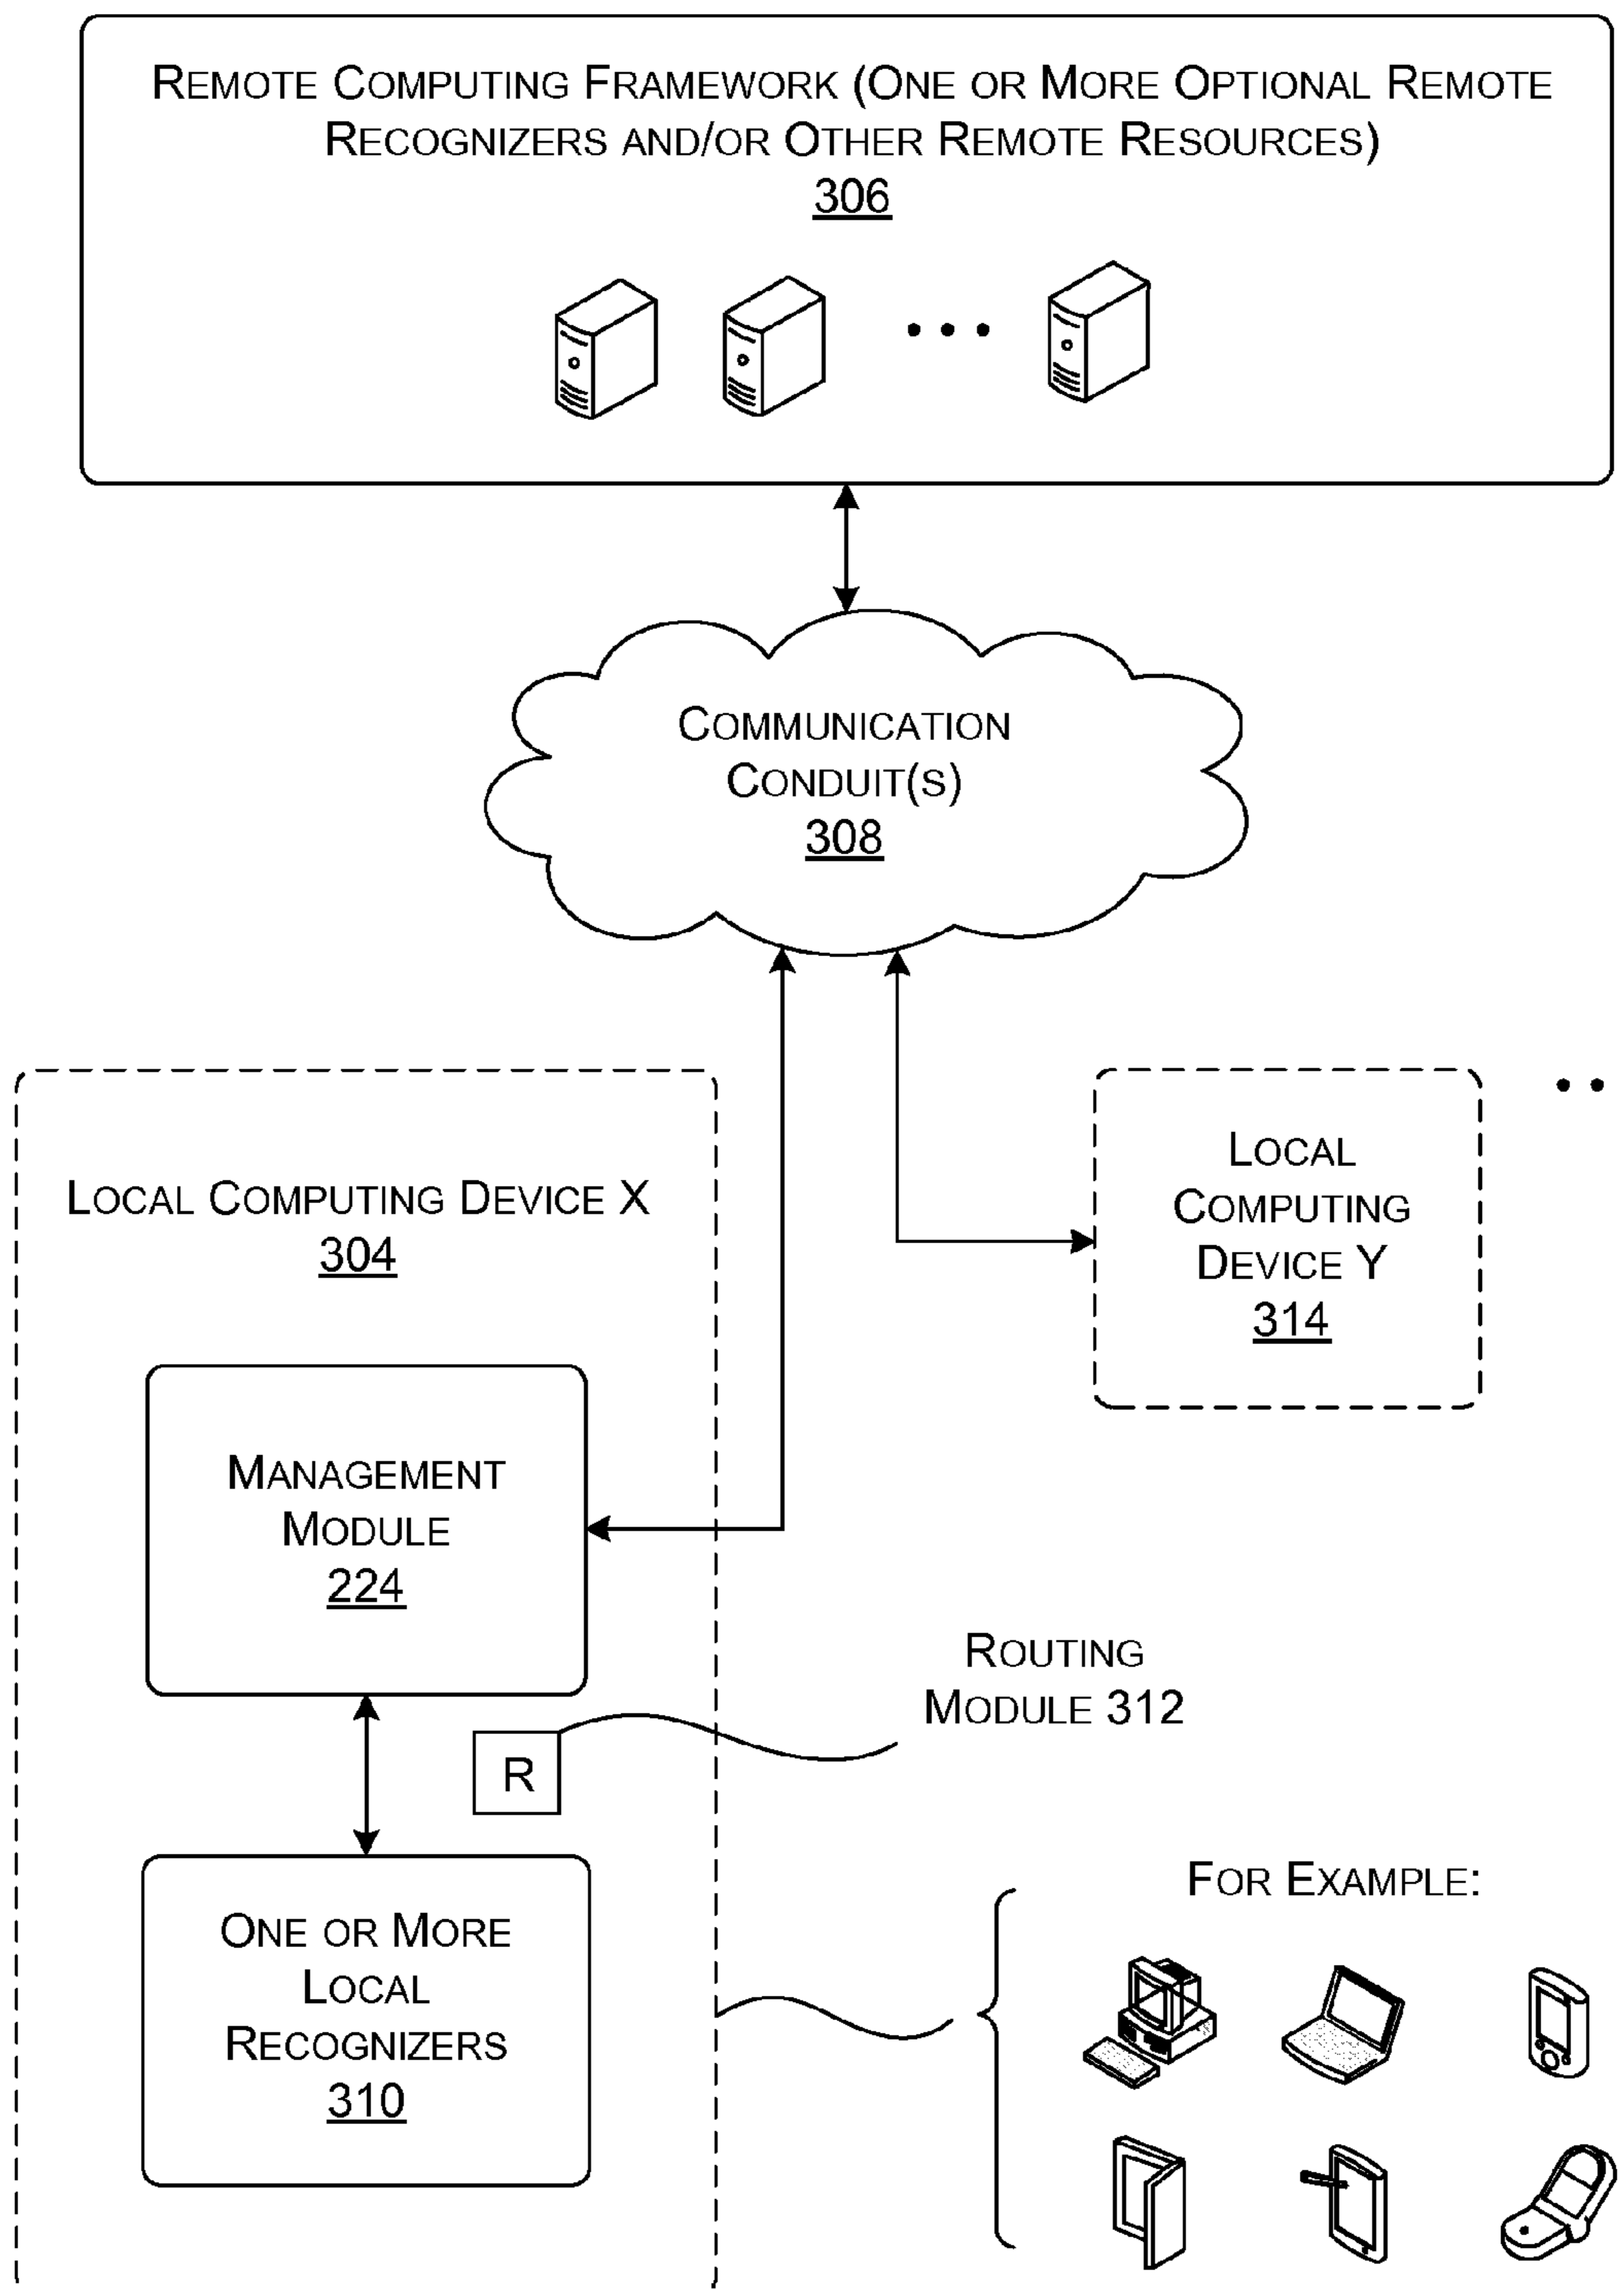 REMOTE COMPUTING FRAMEWORK (ONE OR MORE OPTIONAL REMOTE
RECOGNIZERS AND/OR OTHER REMOTE RESOURCES)
306
COMMUNICATION
CONDUIT(S)
308
LOCAL COMPUTING DEVICE X
304
LOCAL
COMPUTING
DEVICE Y
314
MANAGEMENT
MODULE
224
ROUTING
MODULE 312
R
ONE OR MORE
LOCAL
RECOGNIZERS
310
FOR EXAMPLE: